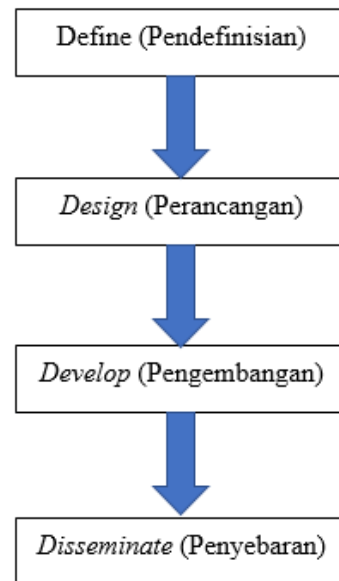 Define (Pendefinisian)
Design (Perancangan)
Develop (Pengembangan)
Disseminate (Penyebaran)